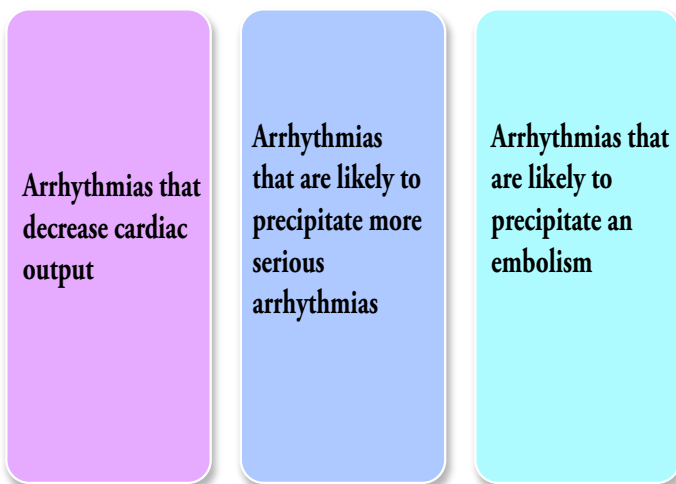 Arrhythmias that
decrease cardiac
output
Arrhythmias
that are likely to
precipitate more
serious
arrhythmias
Arrhythmias that
are likely to
precipitate an
embolism